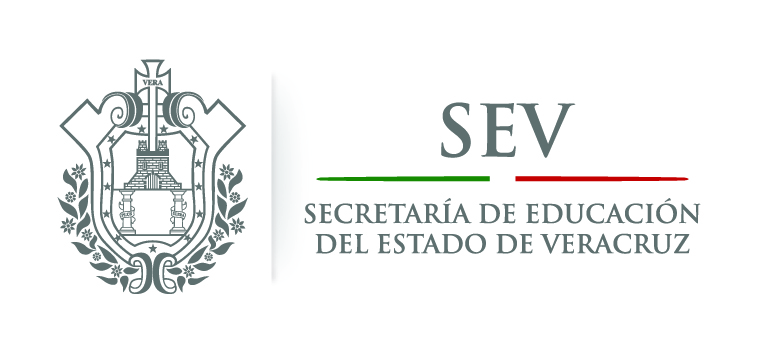 VERA
SEV
SECRETARÍA DE EDUCACIÓN
DEL ESTADO DE VERACRUZ